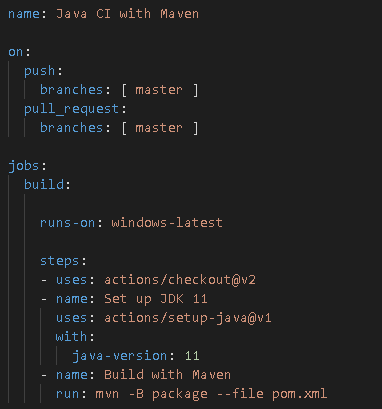 name: Java CI with Maven

on:
  push:
    branches: [ master ]
  pull_request:
    branches: [ master ]

jobs:
  build:

    runs-on: windows-latest

    steps:
    - uses: actions/checkout@v2
    - name: Set up JDK 11
      uses: actions/setup-java@v1
      with:
        java-version: 11
    - name: Build with Maven
      run: mvn -B package --file pom.xml